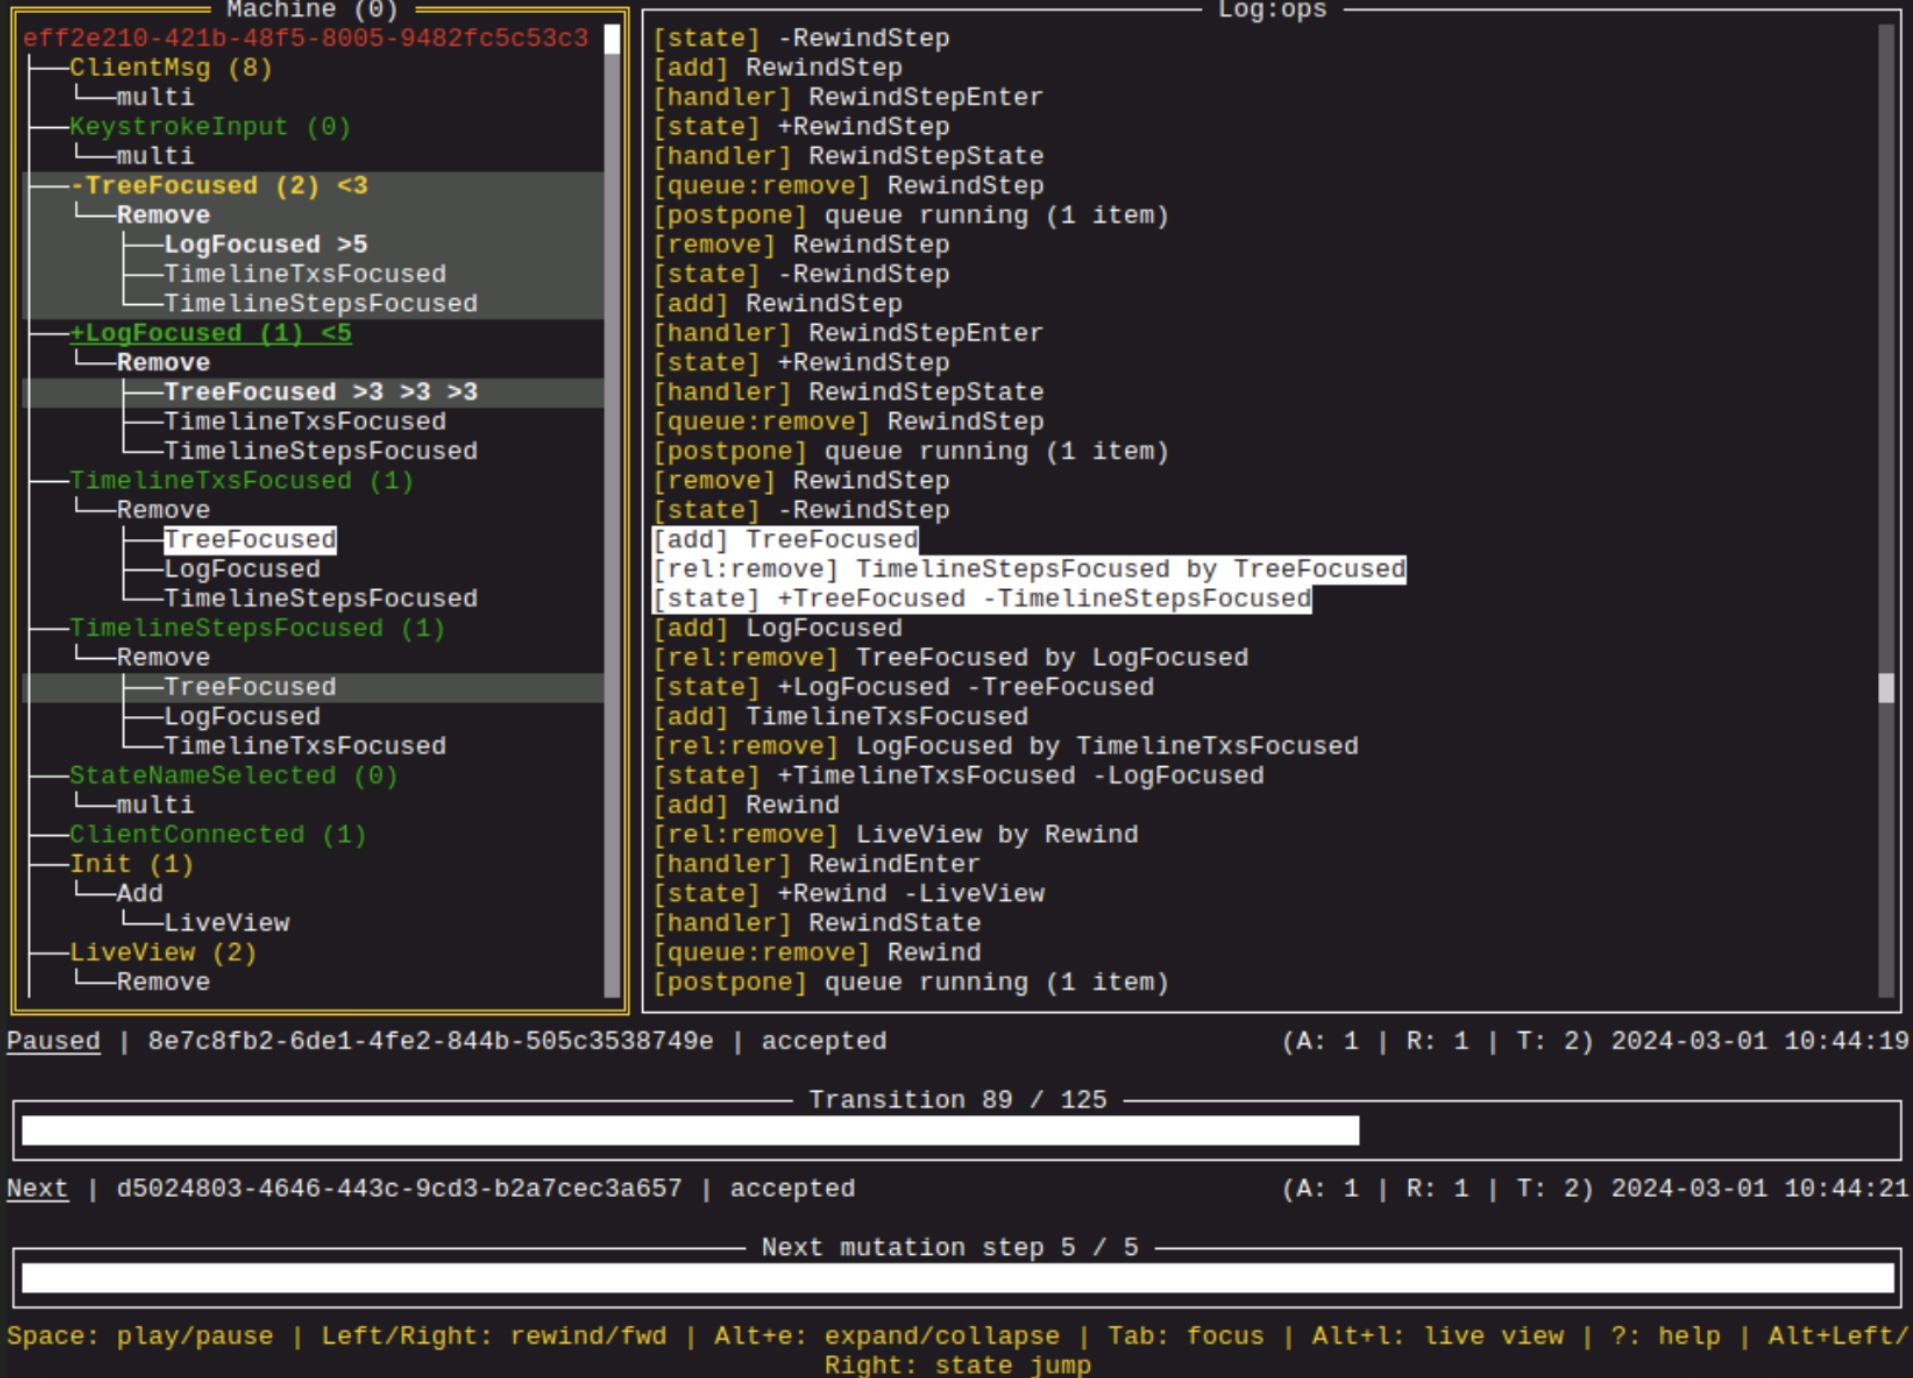 Machine (0)
eff2e210-421b-48f5-8005-9482fc5c53c3
ClientMsg (8)
multi
KeystrokeInput (0)
multi
-TreeFocused (2) <3
Remove
LogFocused >5
TimelineTxsFocused
TimelineStepsFocused
+LogFocused (1) <5
Remove
TreeFocused >3 >3 >3
TimelineTxsFocused
TimelineStepsFocused
TimelineTxsFocused (1)
Remove
TreeFocused
LogFocused
TimelineStepsFocused
TimelineStepsFocused (1)
Remove
TreeFocused
LogFocused
TimelineTxsFocused
StateNameSelected (0)
multi
ClientConnected (1)
Init (1)
Add
LiveView
LiveView (2)
Remove
Log:ops
[state] -RewindStep
[add] RewindStep
[handler] RewindStepEnter
[state] +RewindStep
[handler] RewindStepState
[queue:remove] RewindStep
[postpone] queue running (1 item)
[remove] RewindStep
[state] -RewindStep
[add] RewindStep
[handler] RewindStepEnter
[state] +RewindStep
[handler] RewindStepState
[queue:remove] RewindStep
[postpone] queue running (1 item)
[remove] RewindStep
[state] -RewindStep
[add] TreeFocused
[rel:remove] TimelineStepsFocused by TreeFocused
[state] +TreeFocused -TimelineStepsFocused
[add] LogFocused
[rel:remove] TreeFocused by LogFocused
[state] +LogFocused -TreeFocused
[add] TimelineTxsFocused
[rel:remove] LogFocused by TimelineTxsFocused
[state] +TimelineTxsFocused -LogFocused
[add] Rewind
[rel:remove] LiveView by Rewind
[handler] RewindEnter
[state] +Rewind -LiveView
[handler] RewindState
[queue:remove] Rewind
[postpone] queue running (1 item)
Paused | 8e7c8fb2-6de1-4fe2-844b-505c3538749e | accepted (A: 1 | R: 1 | T: 2) 2024-03-01 10:44:19
Transition 89 / 125
Next | d5024803-4646-443c-9cd3-b2a7cec3a657 | accepted (A: 1 | R: 1 | T: 2) 2024-03-01 10:44:21
Next mutation step 5 / 5
Space: play/pause | Left/Right: rewind/fwd | Alt+e: expand/collapse | Tab: focus | Alt+l: live view | ?: help | Alt+Left/
Right: state jump